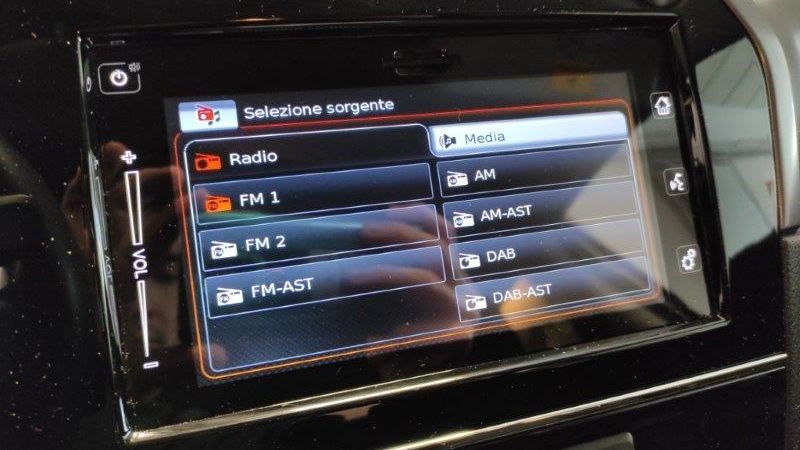 Selezione sorgente
Radio
Media
FM 1
AM
FM 2
AM-AST
FM-AST
DAB
DAB-AST
VOL